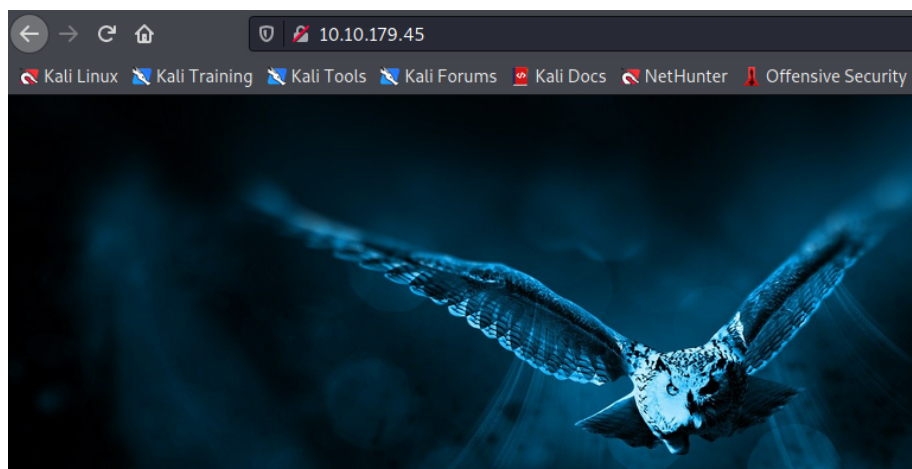 10.10.179.45
Kali Linux Kali Training Kali Tools Kali Forums Kali Docs NetHunter Offensive Security